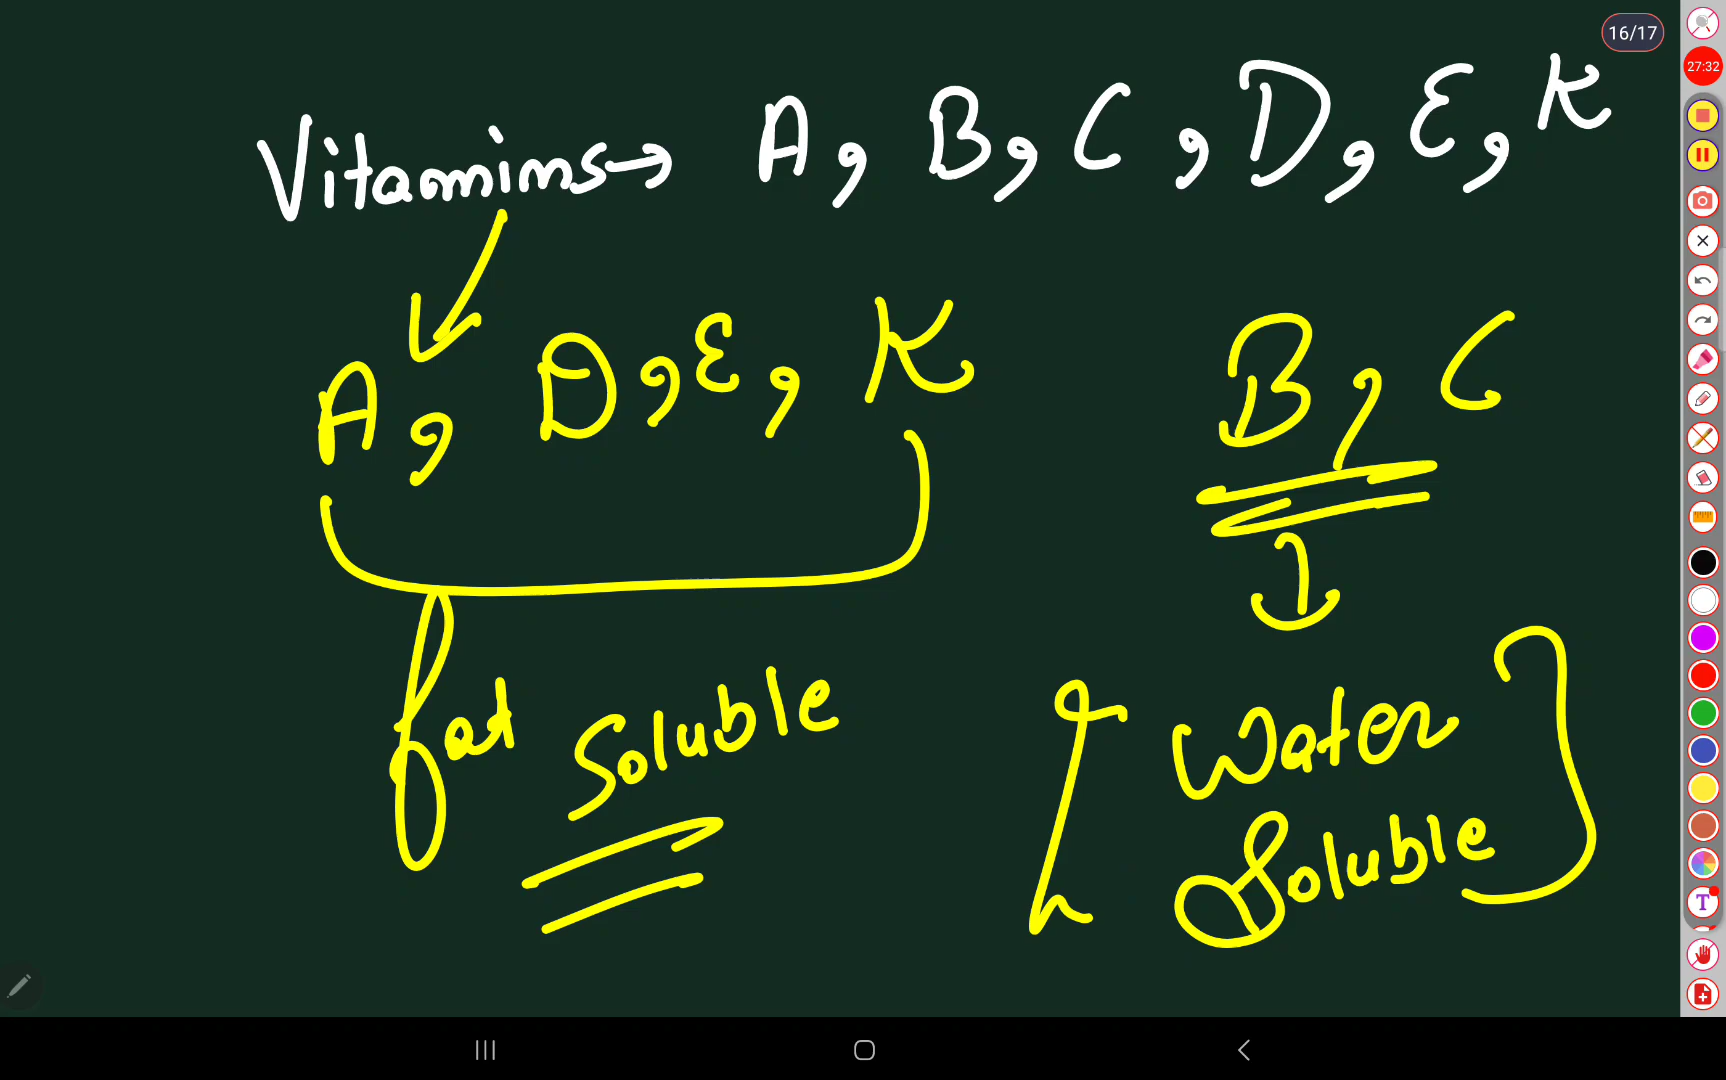 16/17
27:32
Vitamins → A, B, C, D, E, K
A, D, E, K
B, C
fat Soluble
Water
Soluble
T